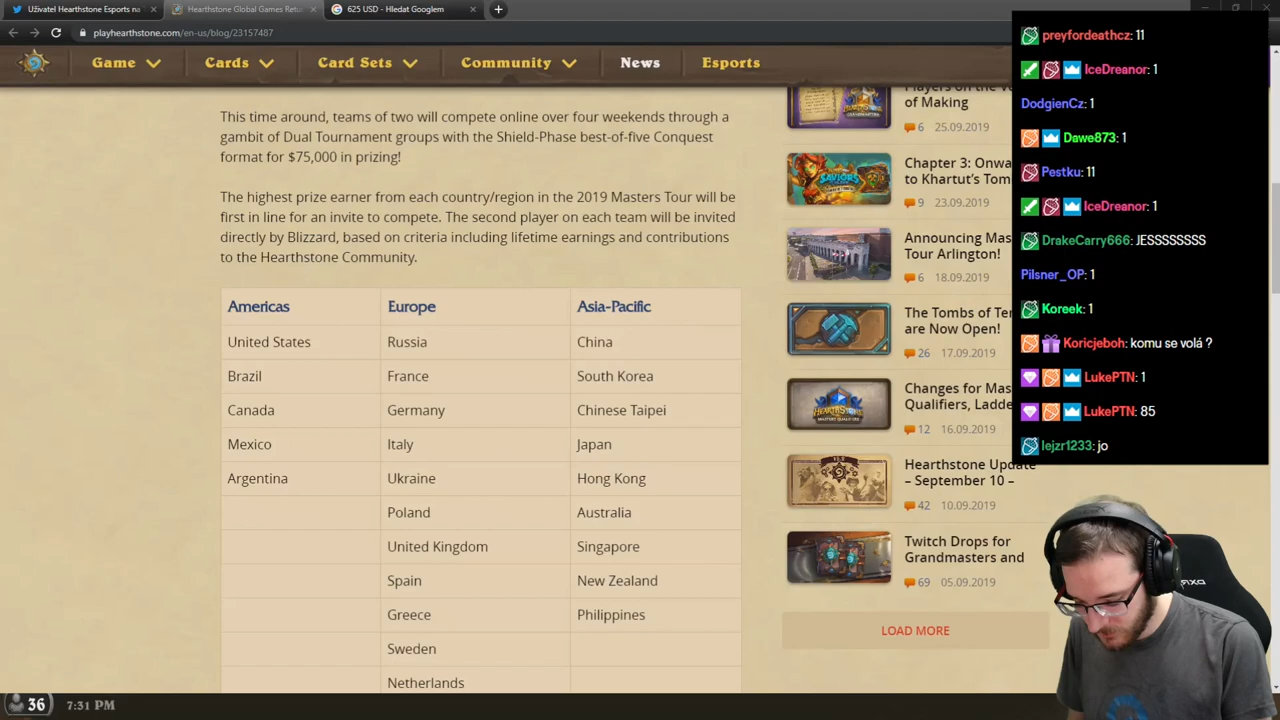 Uživatel Hearthstone Esports na
Hearthstone Global Games Retu
625 USD - Hledat Googlem
playhearthstone.com/en-us/blog/23157487
Game
Cards
Card Sets
Community
News
Esports
This time around, teams of two will compete online over four weekends through a
gambit of Dual Tournament groups with the Shield-Phase best-of-five Conquest
format for $75,000 in prizing!
The highest prize earner from each country/region in the 2019 Masters Tour will be
first in line for an invite to compete. The second player on each team will be invited
directly by Blizzard, based on criteria including lifetime earnings and contributions
to the Hearthstone Community.
Americas Europe Asia-Pacific
United States Russia China
Brazil France South Korea
Canada Germany Chinese Taipei
Mexico Italy Japan
Argentina Ukraine Hong Kong
Poland Australia
United Kingdom Singapore
Spain New Zealand
Greece Philippines
Sweden
Netherlands
Players on the
of Making
6 25.09.2019
Chapter 3: Onwa
to Khartut's Tom
9 23.09.2019
Announcing Mas
Tour Arlington!
6 18.09.2019
The Tombs of Ter
are Now Open!
26 17.09.2019
Changes for Mas
Qualifiers, Ladde
12 16.09.2019
Hearthstone Update
– September 10 –
42 10.09.2019
Twitch Drops for
Grandmasters and
69 05.09.2019
LOAD MORE
preyfordeathcz: 11
IceDreanor: 1
DodgienCz: 1
Dawe873: 1
Pestku: 11
IceDreanor: 1
DrakeCarry666: JESSSSSSSS
Pilsner_OP: 1
Koreek: 1
Koricjeboh: komu se volá ?
LukePTN: 1
LukePTN: 85
lejzr1233: jo
36 7:31 PM